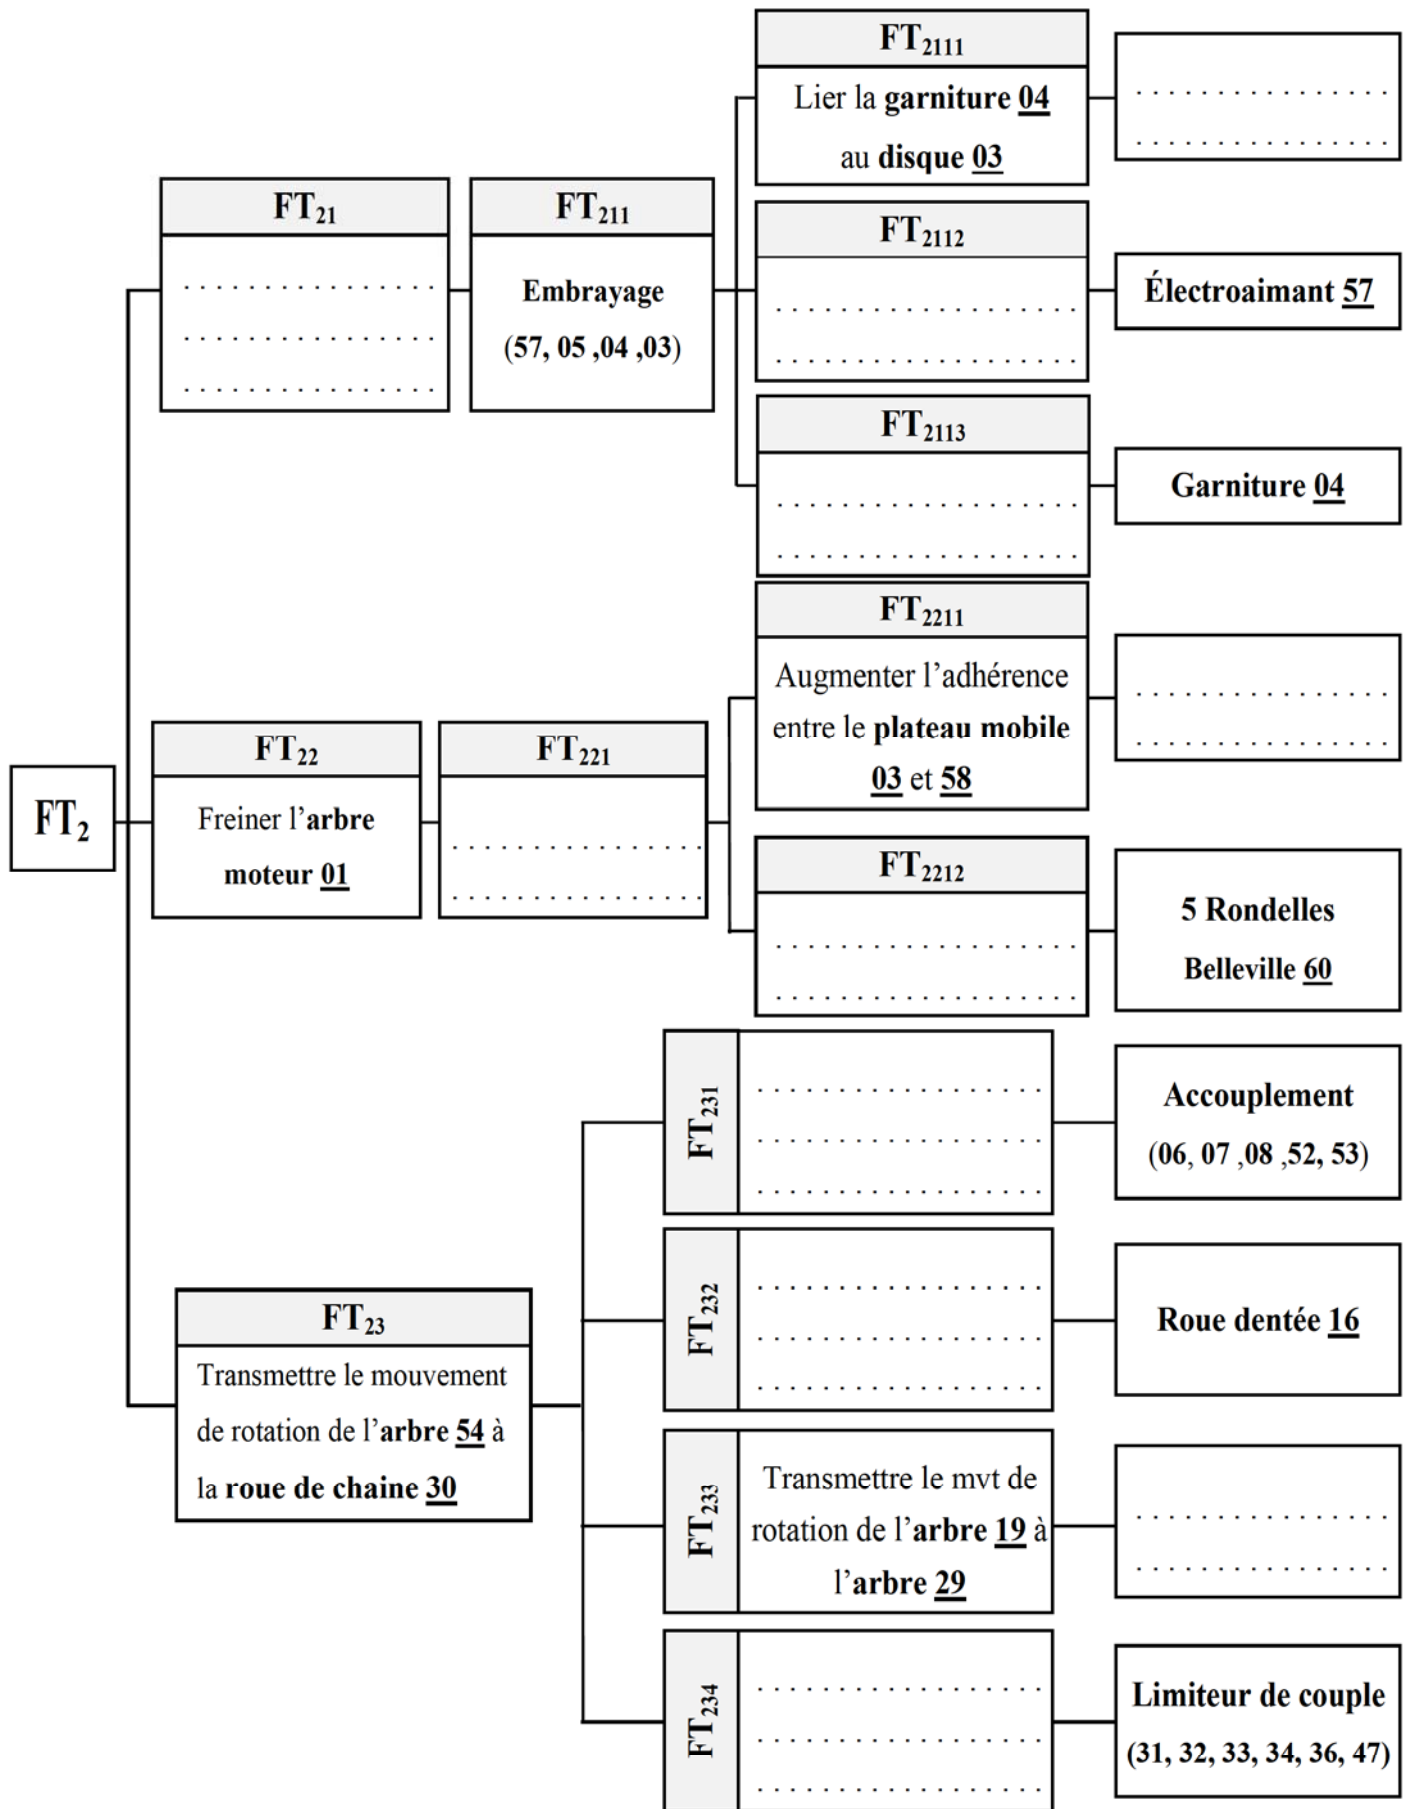 FT2
FT21
. . . . . . . . . . . . . . . .
. . . . . . . . . . . . . . . .
. . . . . . . . . . . . . . . .
FT211
Embrayage
(57, 05 ,04 ,03)
FT2111
Lier la garniture 04
au disque 03
. . . . . . . . . . . . . . . .
. . . . . . . . . . . . . . . .
FT2112
. . . . . . . . . . . . . . . . . . .
. . . . . . . . . . . . . . . . . . .
Électroaimant 57
FT2113
. . . . . . . . . . . . . . . . . . .
. . . . . . . . . . . . . . . . . . .
Garniture 04
FT22
Freiner l’arbre
moteur 01
FT221
. . . . . . . . . . . . . . . .
. . . . . . . . . . . . . . . .
FT2211
Augmenter l’adhérence
entre le plateau mobile
03 et 58
. . . . . . . . . . . . . . . .
. . . . . . . . . . . . . . . .
FT2212
. . . . . . . . . . . . . . . . . . .
. . . . . . . . . . . . . . . . . . .
5 Rondelles
Belleville 60
FT23
Transmettre le mouvement
de rotation de l’arbre 54 à
la roue de chaine 30
FT231
. . . . . . . . . . . . . . . . . .
. . . . . . . . . . . . . . . . . .
. . . . . . . . . . . . . . . . . .
Accouplement
(06, 07 ,08 ,52, 53)
FT232
. . . . . . . . . . . . . . . . . .
. . . . . . . . . . . . . . . . . .
. . . . . . . . . . . . . . . . . .
Roue dentée 16
FT233
Transmettre le mvt de
rotation de l’arbre 19 à
l’arbre 29
. . . . . . . . . . . . . . . .
. . . . . . . . . . . . . . . .
FT234
. . . . . . . . . . . . . . . . . .
. . . . . . . . . . . . . . . . . .
. . . . . . . . . . . . . . . . . .
Limiteur de couple
(31, 32, 33, 34, 36, 47)